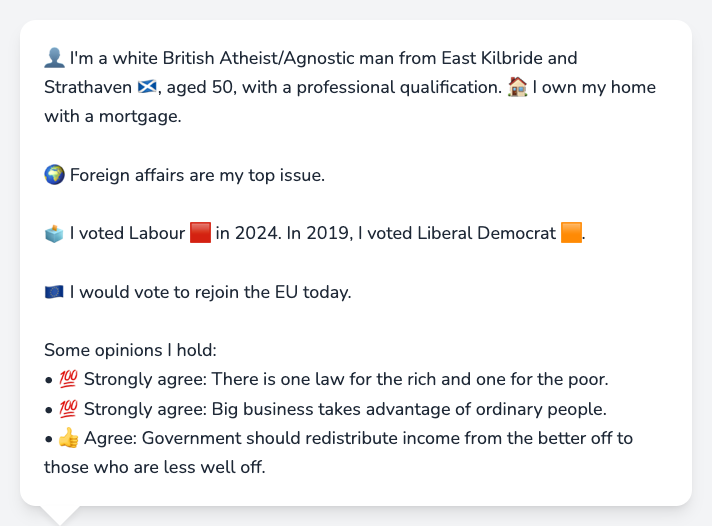 👤 I'm a white British Atheist/Agnostic man from East Kilbride and
Strathaven 🏴󠁧󠁢󠁳󠁣󠁴󠁿, aged 50, with a professional qualification. 🏠 I own my home
with a mortgage.
🌍 Foreign affairs are my top issue.
🗳️ I voted Labour 🟥 in 2024. In 2019, I voted Liberal Democrat 🟧.
🇪🇺 I would vote to rejoin the EU today.
Some opinions I hold:
• 💯 Strongly agree: There is one law for the rich and one for the poor.
• 💯 Strongly agree: Big business takes advantage of ordinary people.
• 👍 Agree: Government should redistribute income from the better off to
those who are less well off.